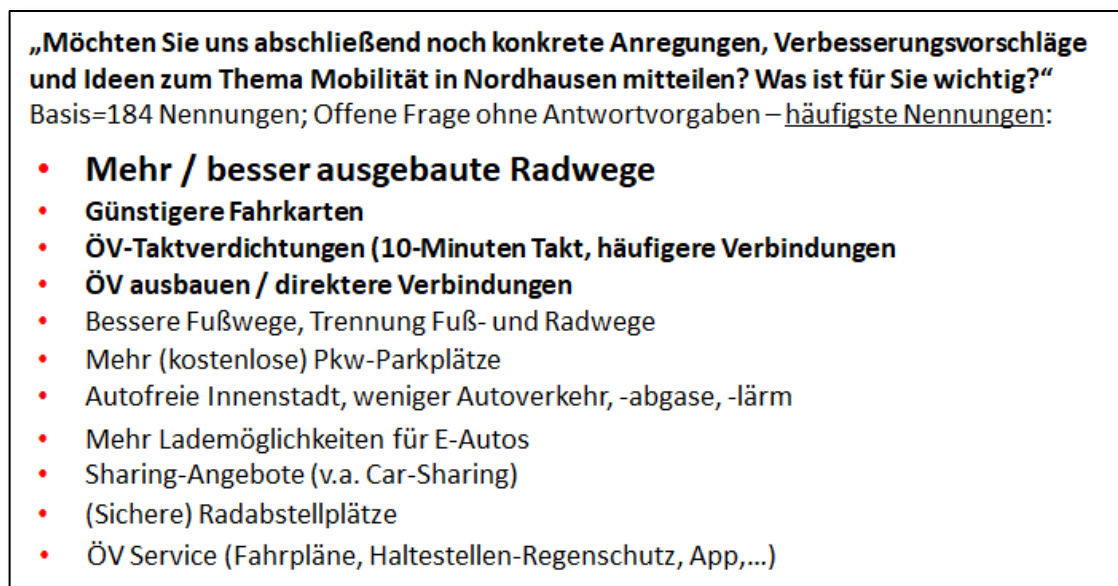 „Möchten Sie uns abschließend noch konkrete Anregungen, Verbesserungsvorschläge
und Ideen zum Thema Mobilität in Nordhausen mitteilen? Was ist für Sie wichtig?“
Basis=184 Nennungen; Offene Frage ohne Antwortvorgaben – häufigste Nennungen:
• Mehr / besser ausgebaute Radwege
• Günstigere Fahrkarten
• ÖV-Taktverdichtungen (10-Minuten Takt, häufigere Verbindungen
• ÖV ausbauen / direktere Verbindungen
• Bessere Fußwege, Trennung Fuß- und Radwege
• Mehr (kostenlose) Pkw-Parkplätze
• Autofreie Innenstadt, weniger Autoverkehr, -abgase, -lärm
• Mehr Lademöglichkeiten für E-Autos
• Sharing-Angebote (v.a. Car-Sharing)
• (Sichere) Radabstellplätze
• ÖV Service (Fahrpläne, Haltestellen-Regenschutz, App,...)